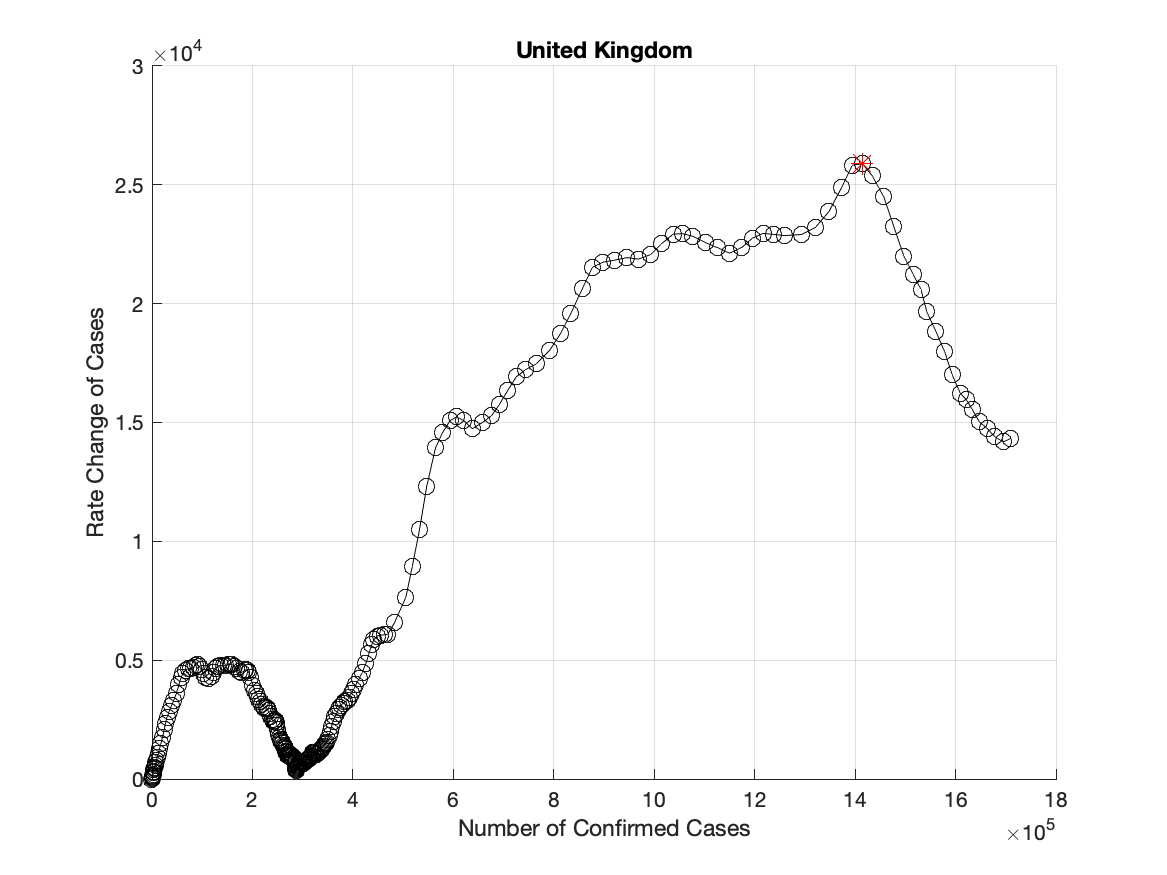 United Kingdom
×10⁴
3
2.5
2
1.5
1
0.5
0
Rate Change of Cases
0 2 4 6 8 10 12 14 16 18
Number of Confirmed Cases
×10⁵